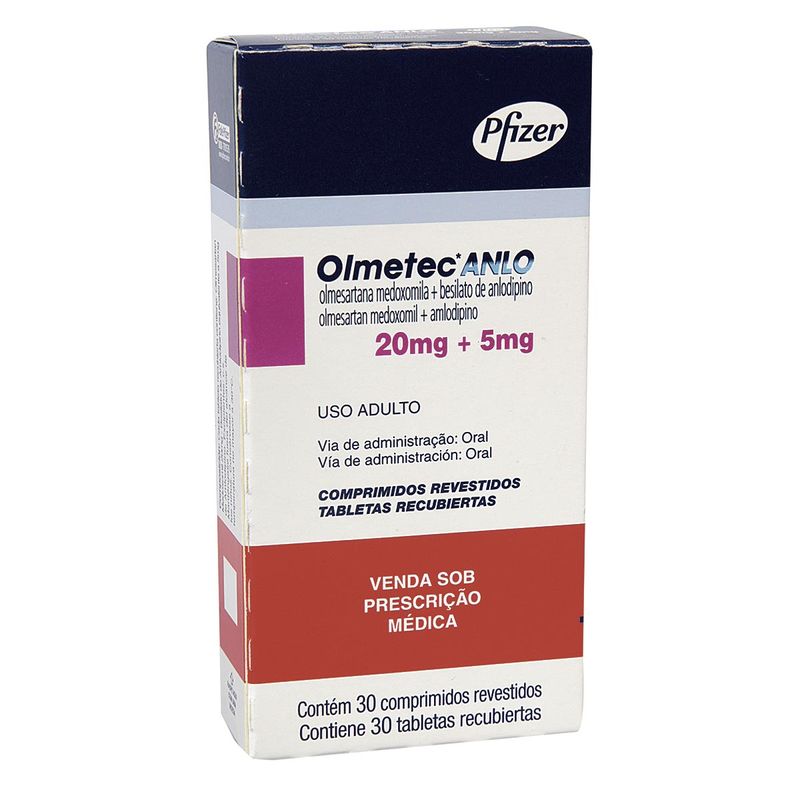 Pfizer
Olmetec* ANLO
olmesartana medoxomila + besilato de anlodipino
olmesartan medoxomil + amlodipino
20mg + 5mg
USO ADULTO
Via de administração: Oral
Vía de administración: Oral
COMPRIMIDOS REVESTIDOS
TABLETAS RECUBIERTAS
VENDA SOB
PRESCRIÇÃO
MÉDICA
Contém 30 comprimidos revestidos
Contiene 30 tabletas recubiertas